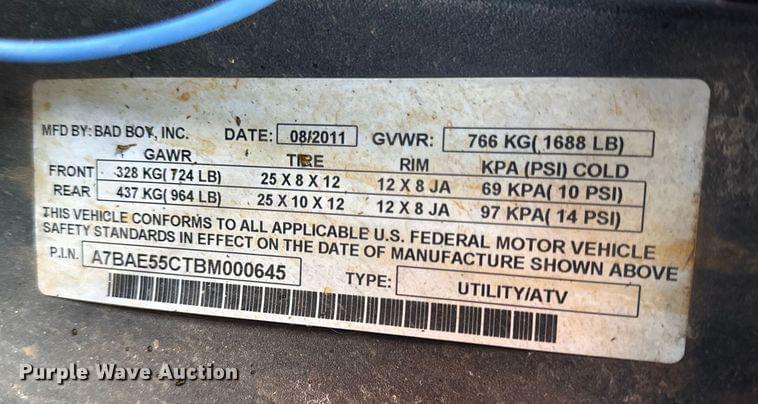 MFD BY: BAD BOY, INC. DATE: 08/2011 GVWR: 766 KG( 1688 LB)
GAWR TIRE RIM KPA (PSI) COLD
FRONT 328 KG( 724 LB) 25 X 8 X 12 12 X 8 JA 69 KPA( 10 PSI)
REAR 437 KG( 964 LB) 25 X 10 X 12 12 X 8 JA 97 KPA( 14 PSI)
THIS VEHICLE CONFORMS TO ALL APPLICABLE U.S. FEDERAL MOTOR VEHICLE
SAFETY STANDARDS IN EFFECT ON THE DATE OF MANUFACTURE SHOWN ABOVE
P.I.N. A7BAE55CTBM000645 TYPE: UTILITY/ATV
Purple Wave Auction